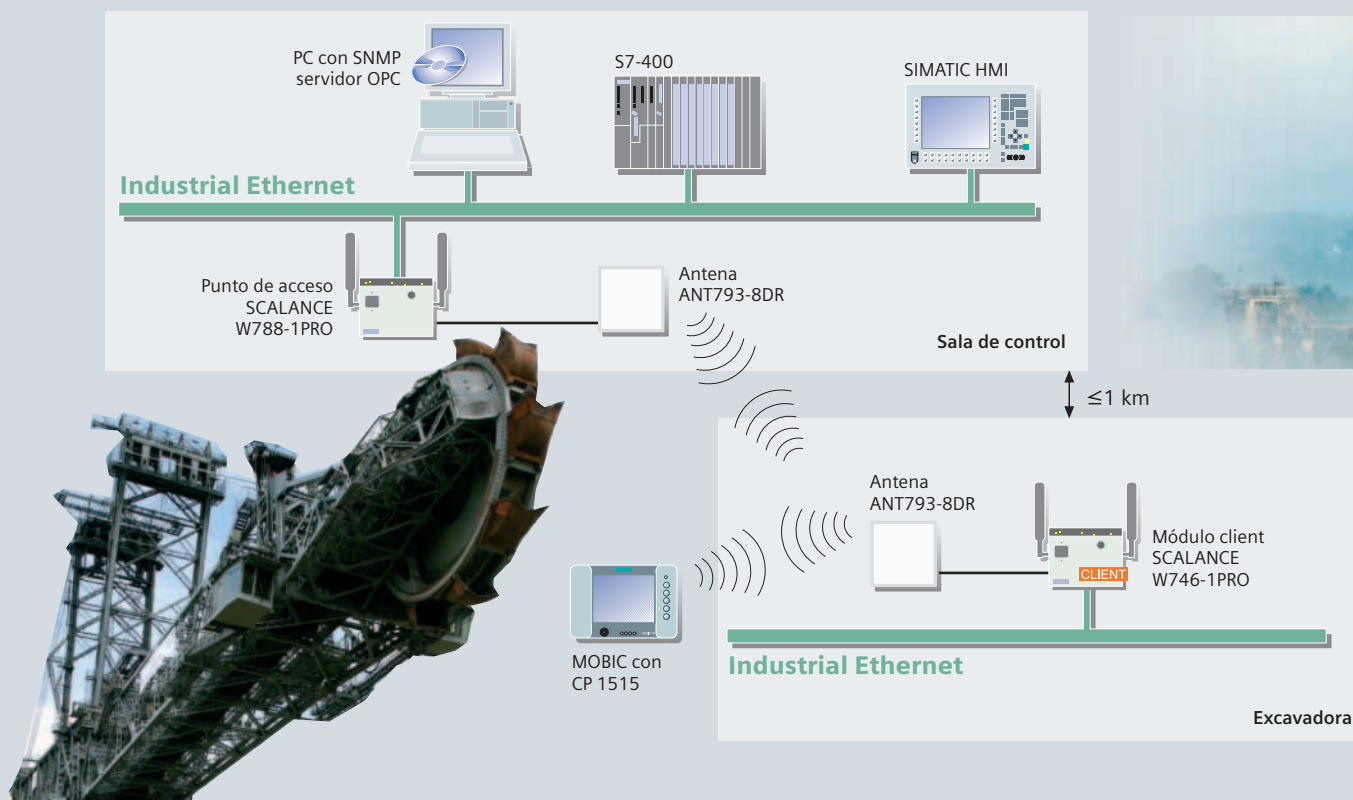 PC con SNMP
servidor OPC
S7-400
SIMATIC HMI
Industrial Ethernet
Punto de acceso
SCALANCE
W788-1PRO
Antena
ANT793-8DR
Sala de control
≤1 km
Antena
ANT793-8DR
Módulo client
SCALANCE
W746-1PRO
CLIENT
MOBIC con
CP 1515
Industrial Ethernet
Excavadora